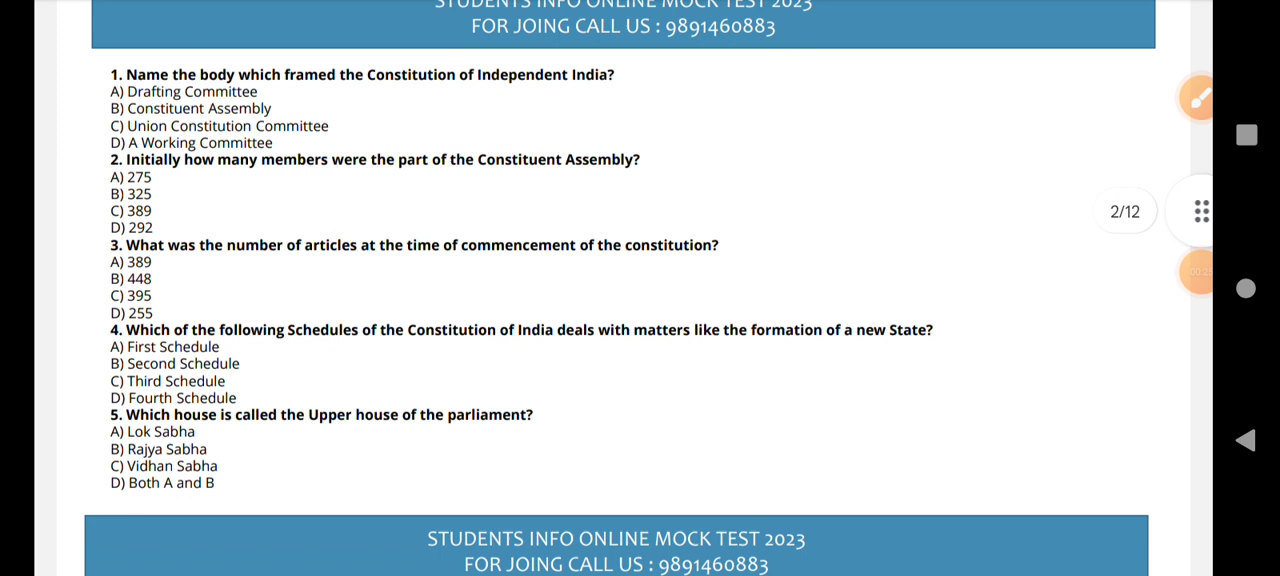 STUDENTS INFO ONLINE MOCK TEST 2023
FOR JOING CALL US : 9891460883
1. Name the body which framed the Constitution of Independent India?
A) Drafting Committee
B) Constituent Assembly
C) Union Constitution Committee
D) A Working Committee
2. Initially how many members were the part of the Constituent Assembly?
A) 275
B) 325
C) 389
D) 292
3. What was the number of articles at the time of commencement of the constitution?
A) 389
B) 448
C) 395
D) 255
4. Which of the following Schedules of the Constitution of India deals with matters like the formation of a new State?
A) First Schedule
B) Second Schedule
C) Third Schedule
D) Fourth Schedule
5. Which house is called the Upper house of the parliament?
A) Lok Sabha
B) Rajya Sabha
C) Vidhan Sabha
D) Both A and B
2/12
STUDENTS INFO ONLINE MOCK TEST 2023
FOR JOING CALL US : 9891460883